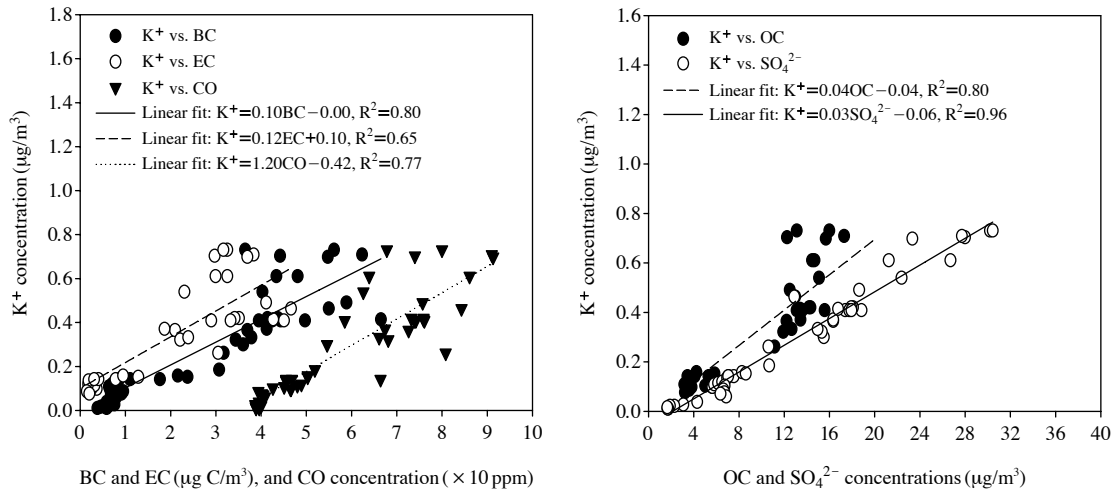 1.8
1.6
1.4
1.2
1.0
0.8
0.6
0.4
0.2
0
K⁺ concentration (μg/m³)
K⁺ vs. BC
K⁺ vs. EC
K⁺ vs. CO
Linear fit: K⁺=0.10BC−0.00, R²=0.80
Linear fit: K⁺=0.12EC+0.10, R²=0.65
Linear fit: K⁺=1.20CO−0.42, R²=0.77
0 1 2 3 4 5 6 7 8 9 10
BC and EC (μg C/m³), and CO concentration (×10 ppm)
1.6
1.4
1.2
1.0
0.8
0.6
0.4
0.2
0
K⁺ concentration (μg/m³)
K⁺ vs. OC
K⁺ vs. SO₄²⁻
Linear fit: K⁺=0.04OC−0.04, R²=0.80
Linear fit: K⁺=0.03SO₄²⁻−0.06, R²=0.96
0 4 8 12 16 20 24 28 32 36 40
OC and SO₄²⁻ concentrations (μg/m³)